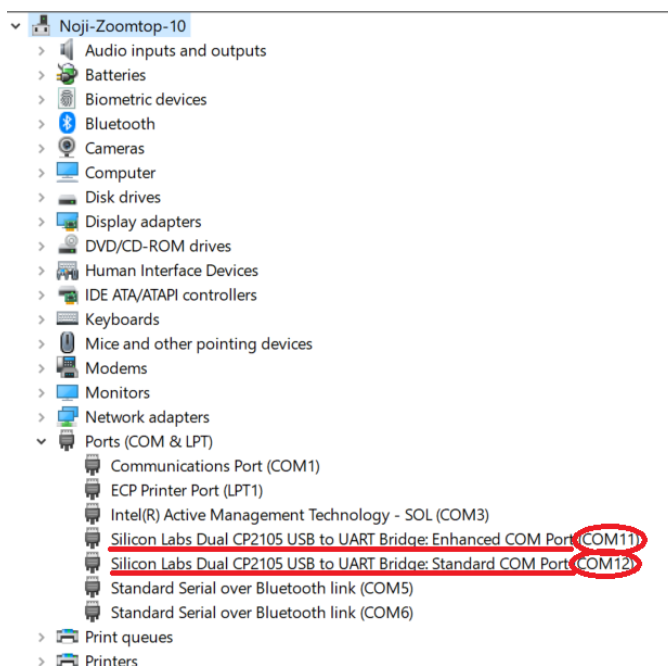 Noji-Zoomtop-10
Audio inputs and outputs
Batteries
Biometric devices
Bluetooth
Cameras
Computer
Disk drives
Display adapters
DVD/CD-ROM drives
Human Interface Devices
IDE ATA/ATAPI controllers
Keyboards
Mice and other pointing devices
Modems
Monitors
Network adapters
Ports (COM & LPT)
Communications Port (COM1)
ECP Printer Port (LPT1)
Intel(R) Active Management Technology - SOL (COM3)
Silicon Labs Dual CP2105 USB to UART Bridge: Enhanced COM Port (COM11)
Silicon Labs Dual CP2105 USB to UART Bridge: Standard COM Port (COM12)
Standard Serial over Bluetooth link (COM5)
Standard Serial over Bluetooth link (COM6)
Print queues
Printers